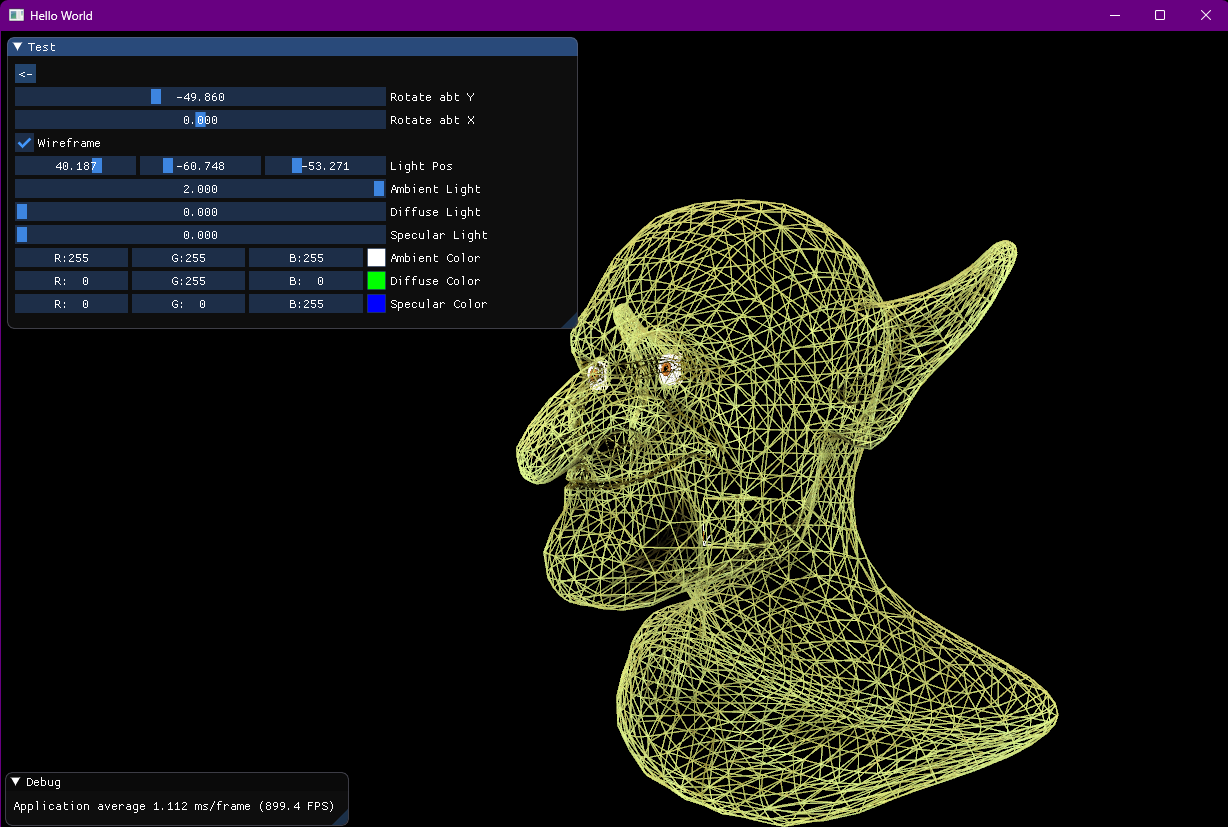 Hello World
Test
<-
-49.860 Rotate abt Y
0.000 Rotate abt X
Wireframe
40.187 -60.748 -53.271 Light Pos
2.000 Ambient Light
0.000 Diffuse Light
0.000 Specular Light
R:255 G:255 B:255 Ambient Color
R:  0 G:255 B:  0 Diffuse Color
R:  0 G:  0 B:255 Specular Color
Debug
Application average 1.112 ms/frame (899.4 FPS)